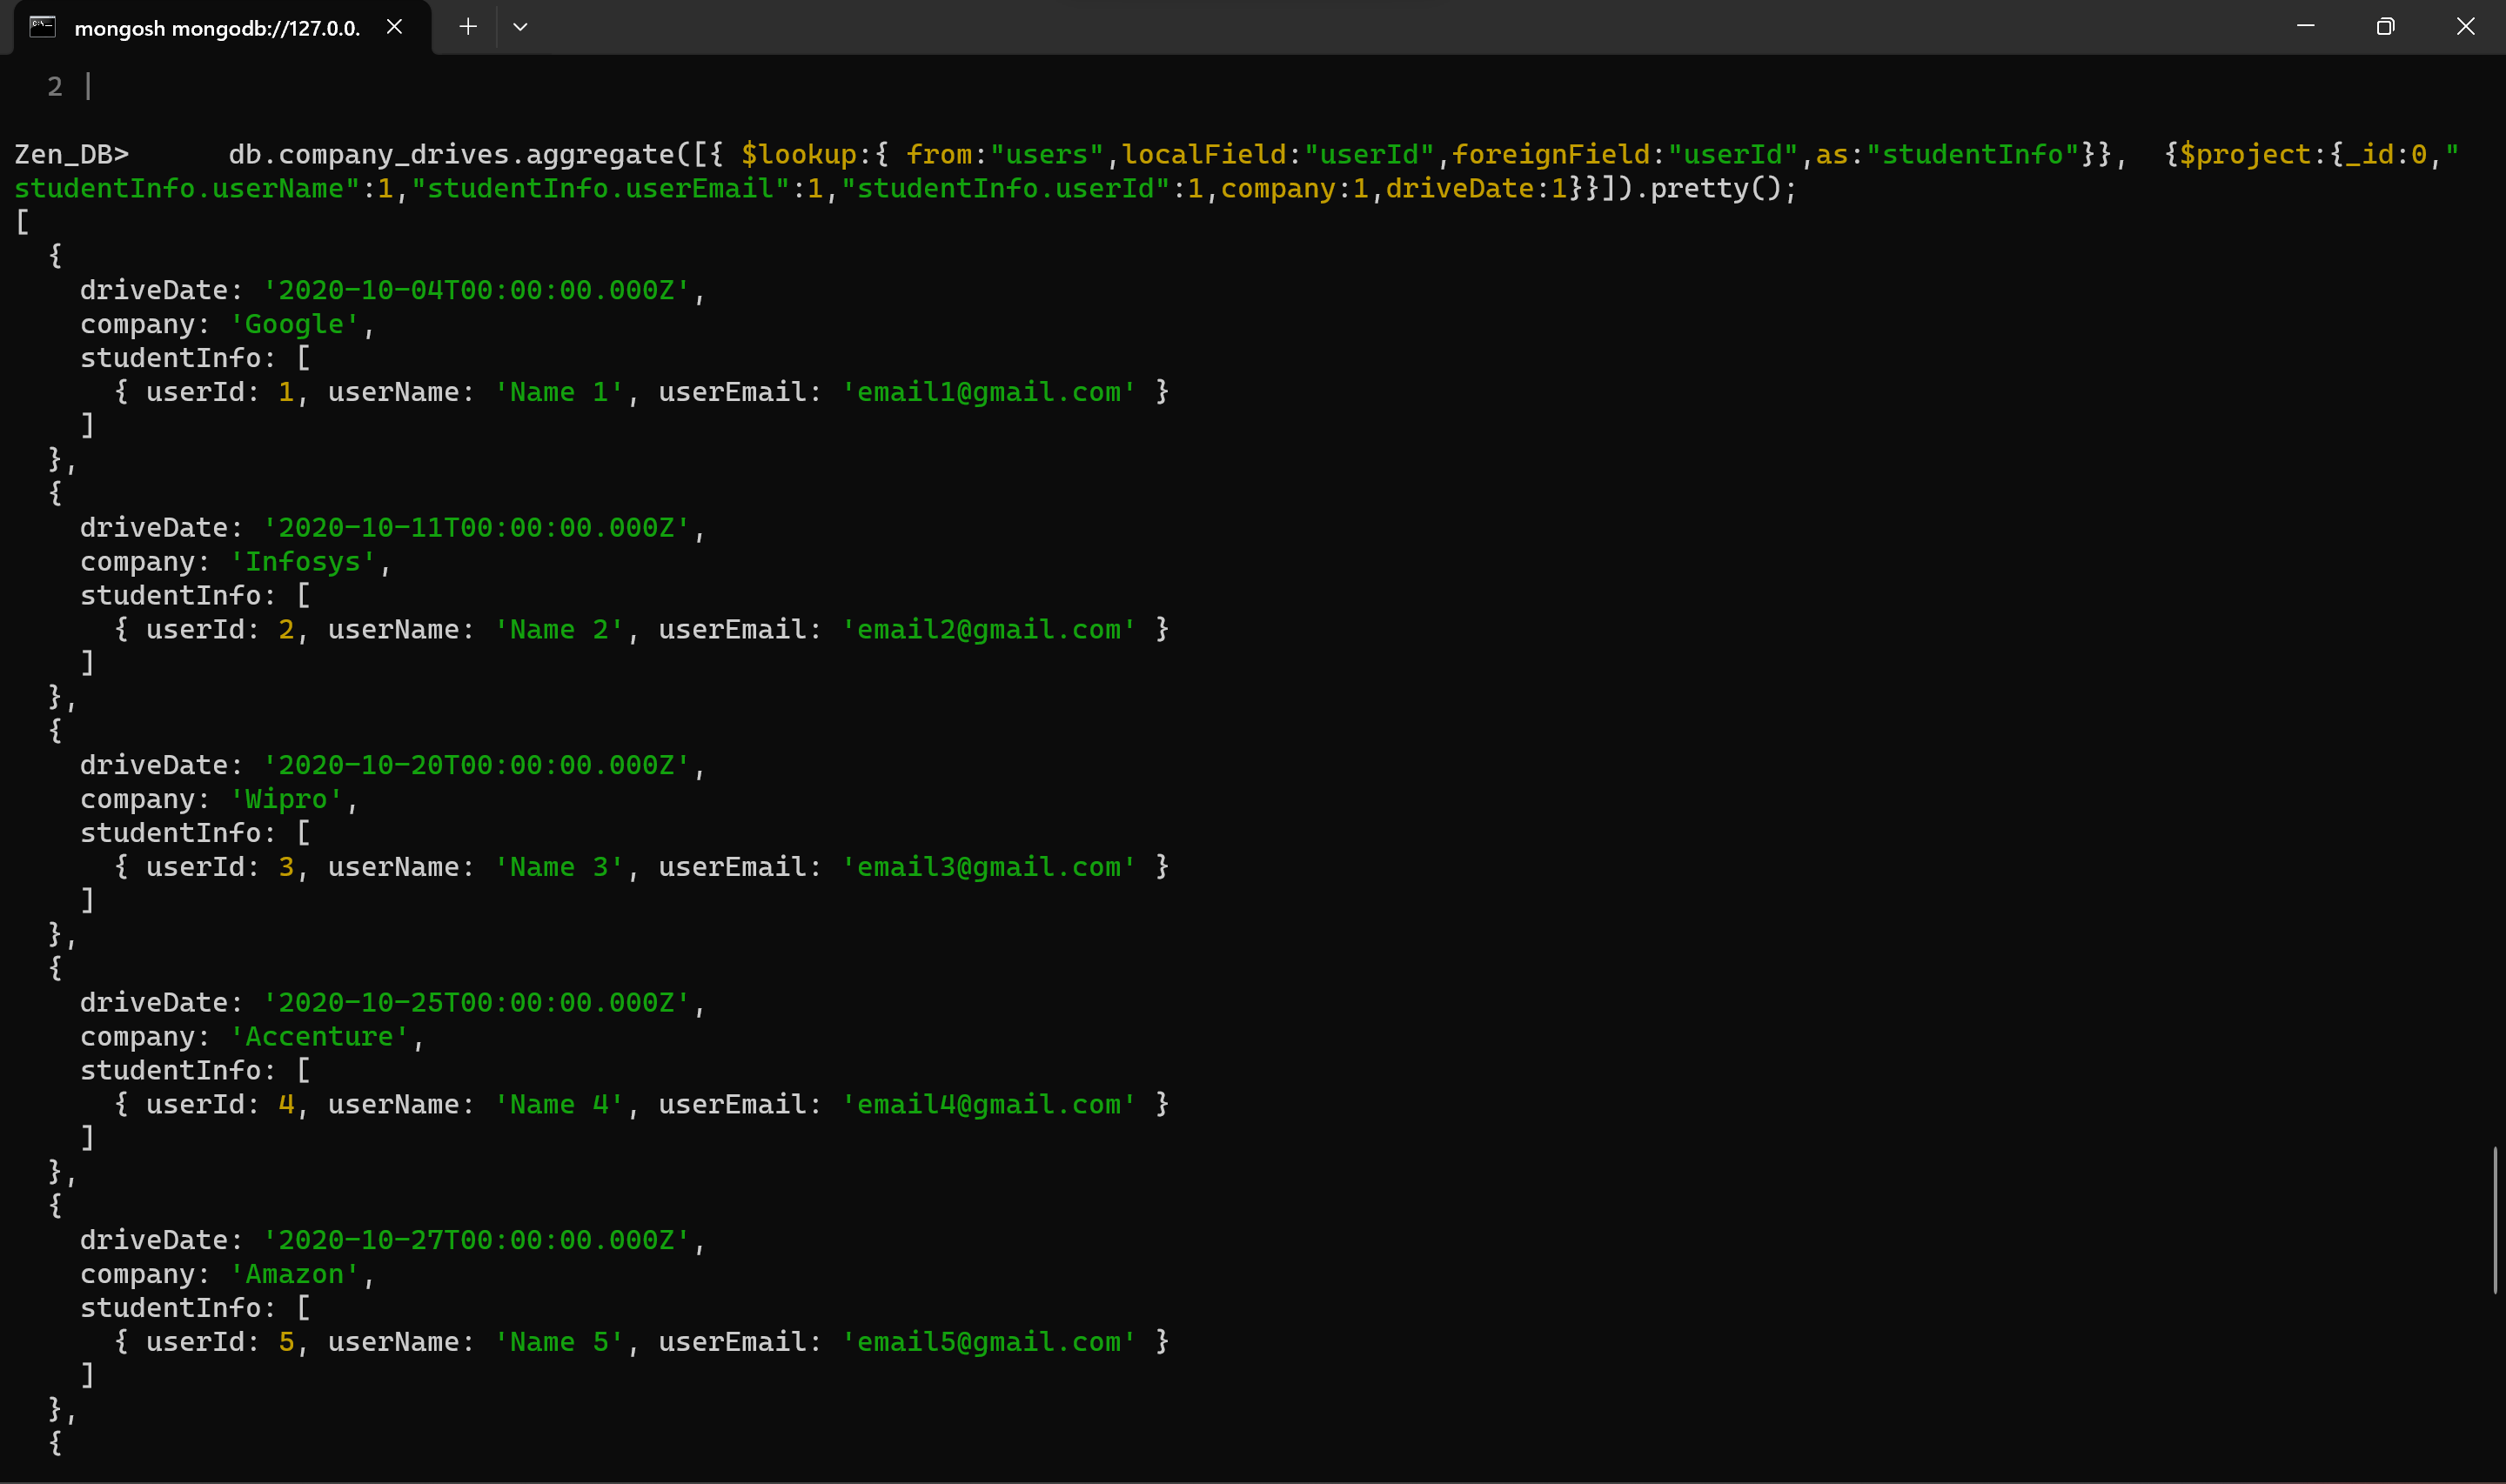 mongosh mongodb://127.0.0.
2 |
Zen_DB>      db.company_drives.aggregate([{ $lookup:{ from:"users",localField:"userId",foreignField:"userId",as:"studentInfo"}},  {$project:{_id:0,"
studentInfo.userName":1,"studentInfo.userEmail":1,"studentInfo.userId":1,company:1,driveDate:1}}]).pretty();
[
  {
    driveDate: '2020-10-04T00:00:00.000Z',
    company: 'Google',
    studentInfo: [
      { userId: 1, userName: 'Name 1', userEmail: 'email1@gmail.com' }
    ]
  },
  {
    driveDate: '2020-10-11T00:00:00.000Z',
    company: 'Infosys',
    studentInfo: [
      { userId: 2, userName: 'Name 2', userEmail: 'email2@gmail.com' }
    ]
  },
  {
    driveDate: '2020-10-20T00:00:00.000Z',
    company: 'Wipro',
    studentInfo: [
      { userId: 3, userName: 'Name 3', userEmail: 'email3@gmail.com' }
    ]
  },
  {
    driveDate: '2020-10-25T00:00:00.000Z',
    company: 'Accenture',
    studentInfo: [
      { userId: 4, userName: 'Name 4', userEmail: 'email4@gmail.com' }
    ]
  },
  {
    driveDate: '2020-10-27T00:00:00.000Z',
    company: 'Amazon',
    studentInfo: [
      { userId: 5, userName: 'Name 5', userEmail: 'email5@gmail.com' }
    ]
  },
  {